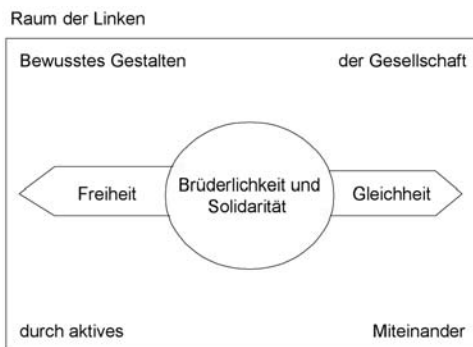 Raum der Linken
Bewusstes Gestalten der Gesellschaft
Freiheit
Brüderlichkeit und
Solidarität
Gleichheit
durch aktives Miteinander